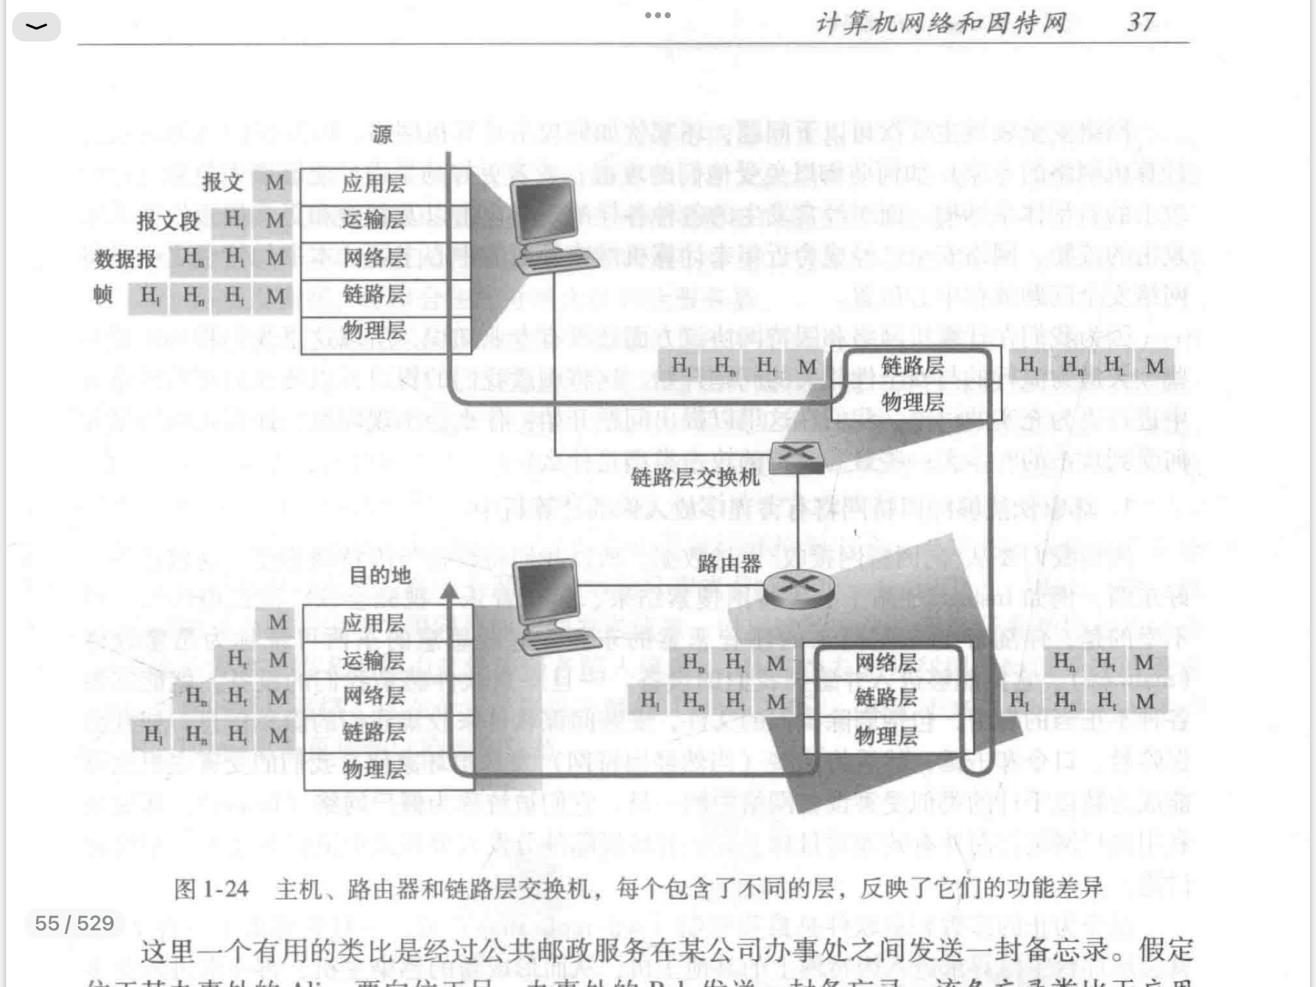 计算机网络和因特网 37
源
报文 M 应用层
报文段 Ht M 运输层
数据报 Hn Ht M 网络层
帧 Hl Hn Ht M 链路层
物理层
Hl Hn Ht M 链路层 Hl Hn Ht M
物理层
链路层交换机
路由器
目的地
M 应用层
Ht M 运输层
Hn Ht M 网络层
Hl Hn Ht M 链路层
物理层
Hn Ht M 网络层 Hn Ht M
Hl Hn Ht M 链路层 Hl Hn Ht M
物理层
图 1-24 主机、路由器和链路层交换机，每个包含了不同的层，反映了它们的功能差异
55 / 529
这里一个有用的类比是经过公共邮政服务在某公司办事处之间发送一封备忘录。假定